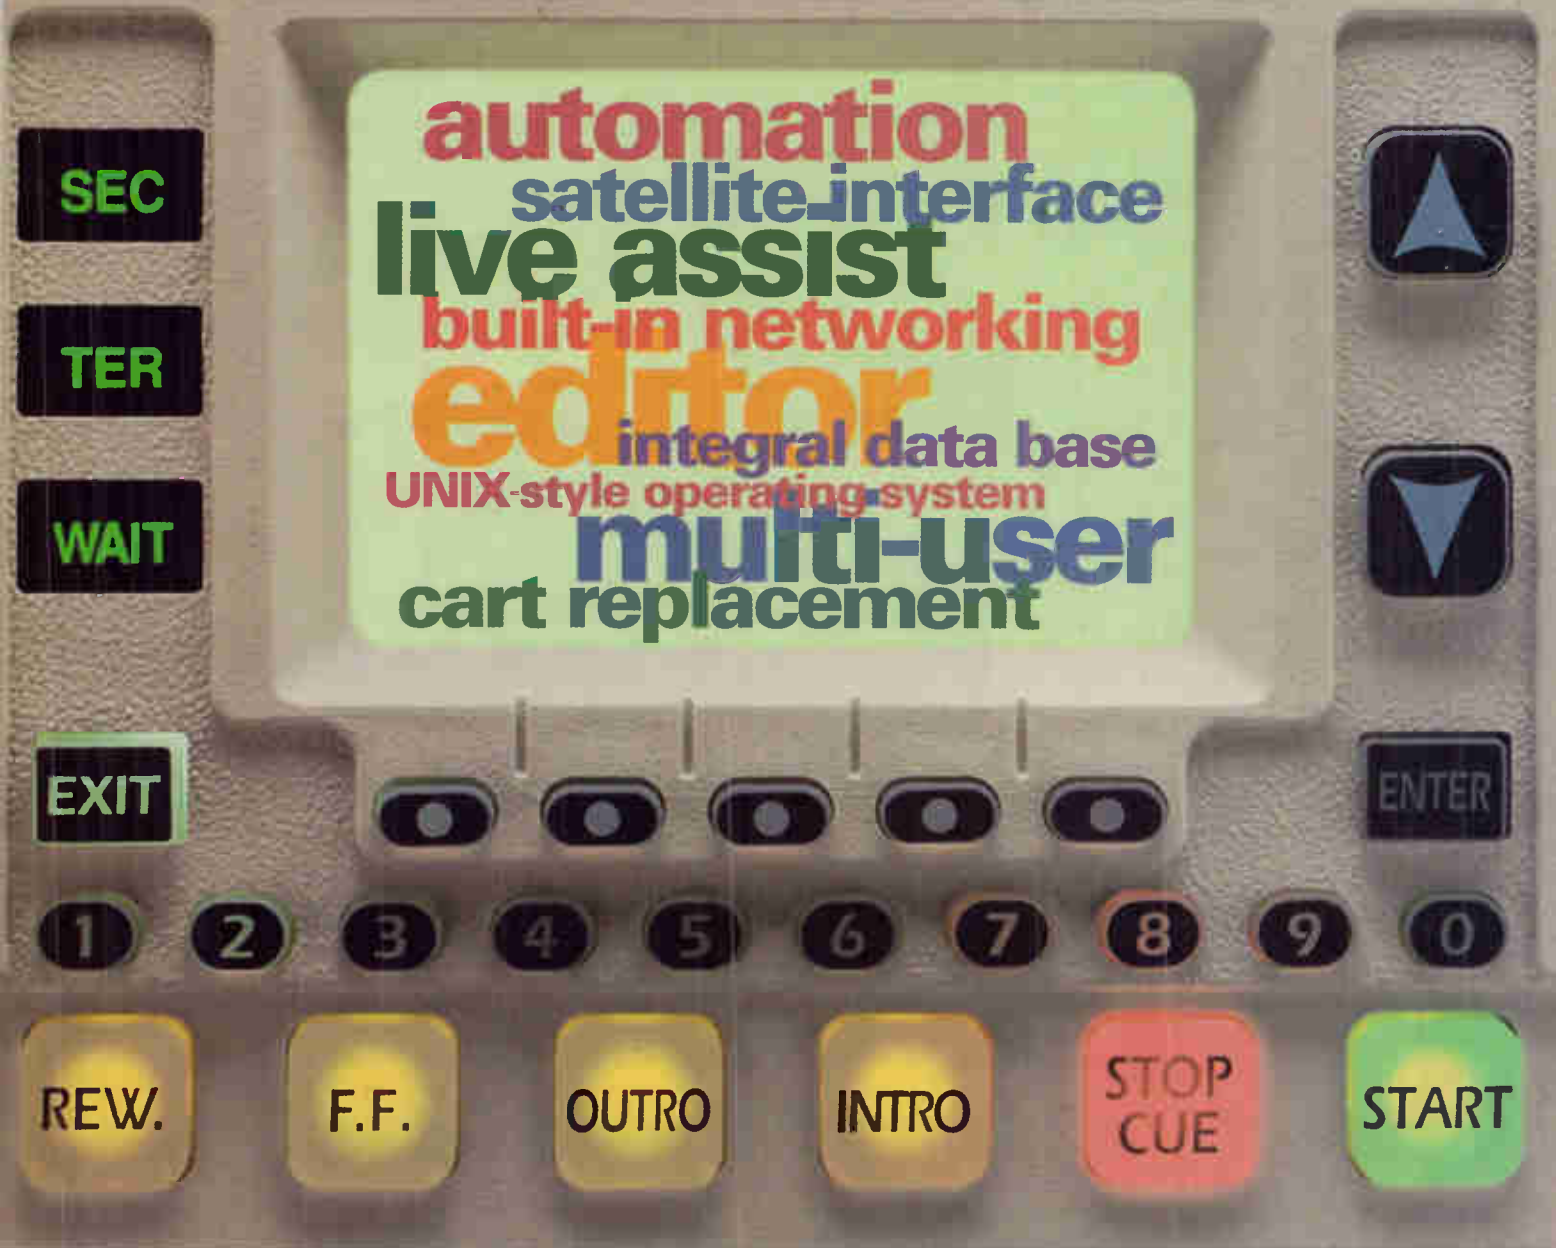 automation
satellite interface
live assist
built-in networking
editor
integral data base
UNIX-style operating system
multi-user
cart replacement
SEC
TER
WAIT
EXIT
ENTER
1 2 3 4 5 6 7 8 9 0
REW. F.F. OUTRO INTRO STOP CUE START